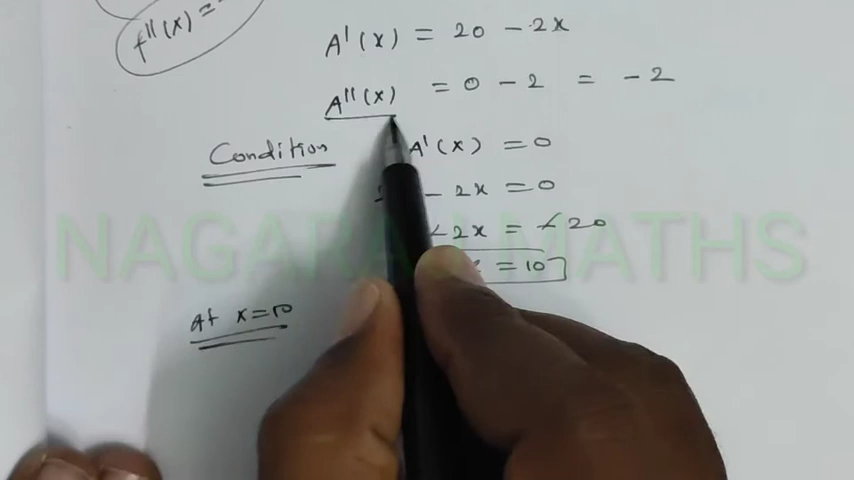 f''(x) =
A'(x) = 20 - 2x
A''(x) = 0 - 2 = -2
Condition A'(x) = 0
- 2x = 0
2x = 20
= 10
At x=10
NAGARAJ MATHS